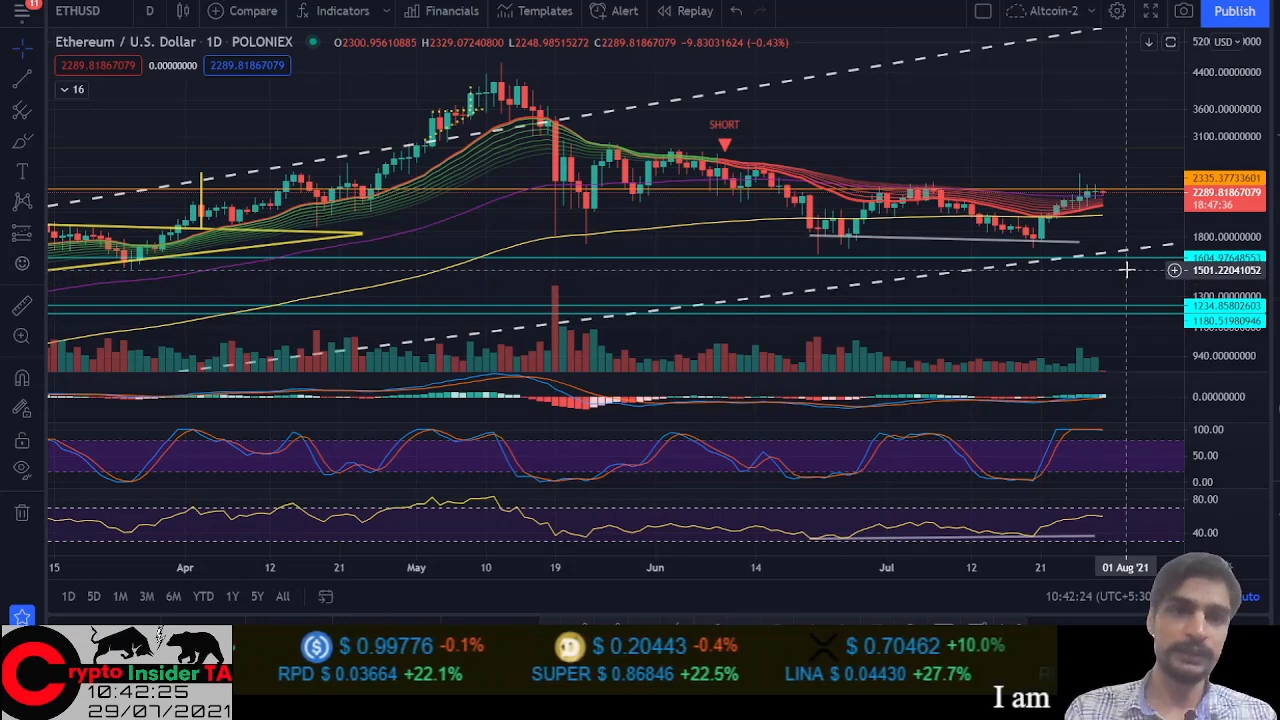 11
ETHUSD D Compare Indicators Financials Templates Alert Replay Altcoin-2 Publish
Ethereum / U.S. Dollar 1D POLONIEX O2300.95610885 H2329.07240800 L2248.98515272 C2289.81867079 -9.83031624 (-0.43%)
USD
2289.81867079 0.00000000 2289.81867079
4400.00000000
16
3600.00000000
SHORT
3100.00000000
2335.37733601
2289.81867079
18:47:36
1800.00000000
1604.97648553
1501.22041052
1300.00000000
1234.85802603
1180.51980946
940.00000000
0.00000000
100.00
50.00
0.00
80.00
40.00
15 Apr 12 21 May 10 19 Jun 14 Jul 12 21 01 Aug '21
1D 5D 1M 3M 6M YTD 1Y 5Y All 10:42:24 (UTC+5:30 auto
Crypto Insider TA
10:42:25
29/07/2021
$ 0.99776 -0.1% $ 0.20443 -0.4% $ 0.70462 +10.0%
RPD $ 0.03664 +22.1% SUPER $ 0.86846 +22.5% LINA $ 0.04430 +27.7%
I am